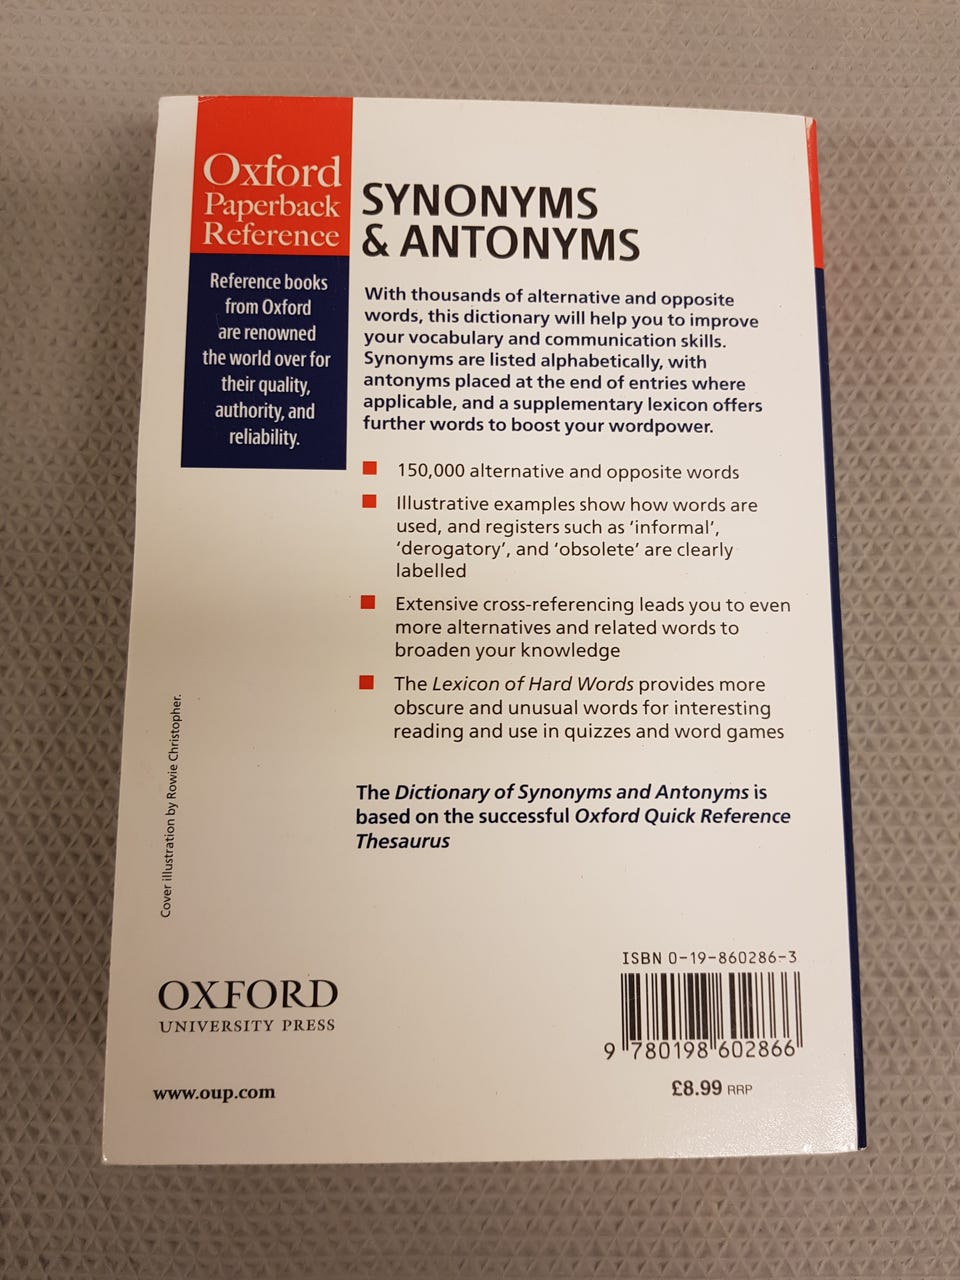 Oxford
Paperback
Reference
Reference books
from Oxford
are renowned
the world over for
their quality,
authority, and
reliability.
SYNONYMS
& ANTONYMS
With thousands of alternative and opposite
words, this dictionary will help you to improve
your vocabulary and communication skills.
Synonyms are listed alphabetically, with
antonyms placed at the end of entries where
applicable, and a supplementary lexicon offers
further words to boost your wordpower.
150,000 alternative and opposite words
Illustrative examples show how words are
used, and registers such as ‘informal’,
‘derogatory’, and ‘obsolete’ are clearly
labelled
Extensive cross-referencing leads you to even
more alternatives and related words to
broaden your knowledge
The Lexicon of Hard Words provides more
obscure and unusual words for interesting
reading and use in quizzes and word games
The Dictionary of Synonyms and Antonyms is
based on the successful Oxford Quick Reference
Thesaurus
Cover illustration by Rowie Christopher.
OXFORD
UNIVERSITY PRESS
www.oup.com
ISBN 0-19-860286-3
9 780198 602866
£8.99 RRP